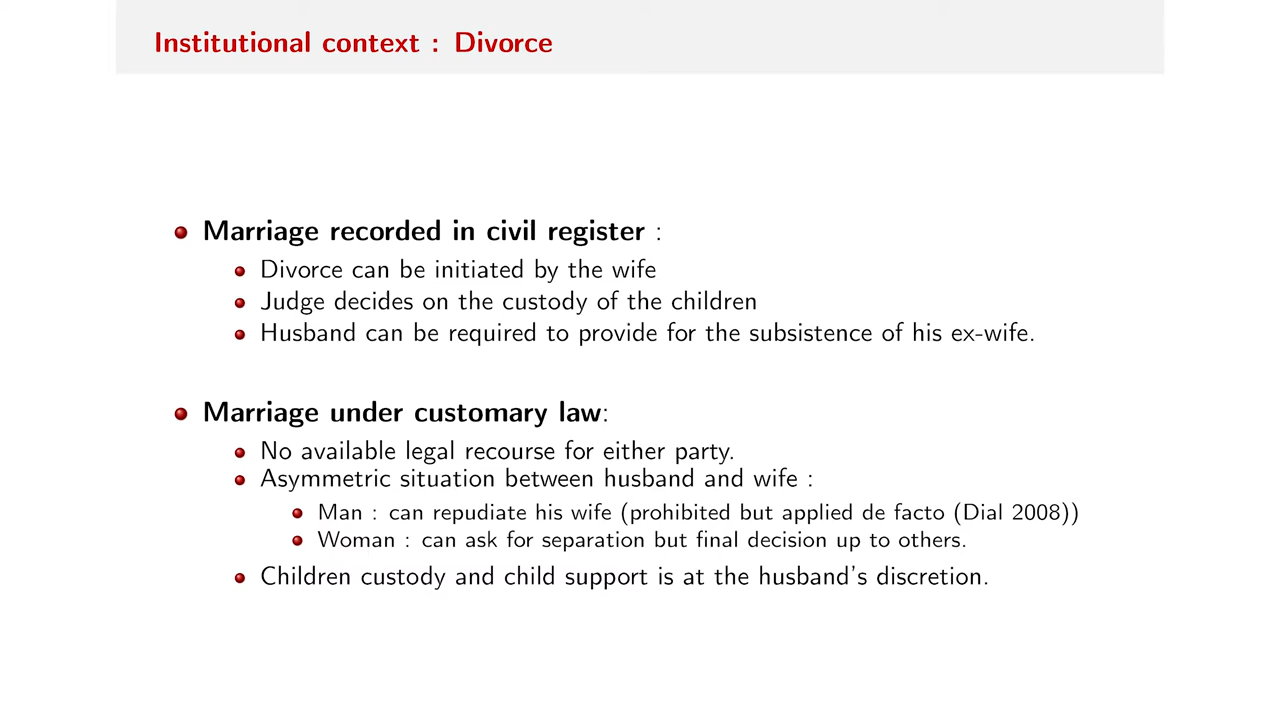 Institutional context : Divorce
Marriage recorded in civil register :
Divorce can be initiated by the wife
Judge decides on the custody of the children
Husband can be required to provide for the subsistence of his ex-wife.
Marriage under customary law:
No available legal recourse for either party.
Asymmetric situation between husband and wife :
Man : can repudiate his wife (prohibited but applied de facto (Dial 2008))
Woman : can ask for separation but final decision up to others.
Children custody and child support is at the husband's discretion.